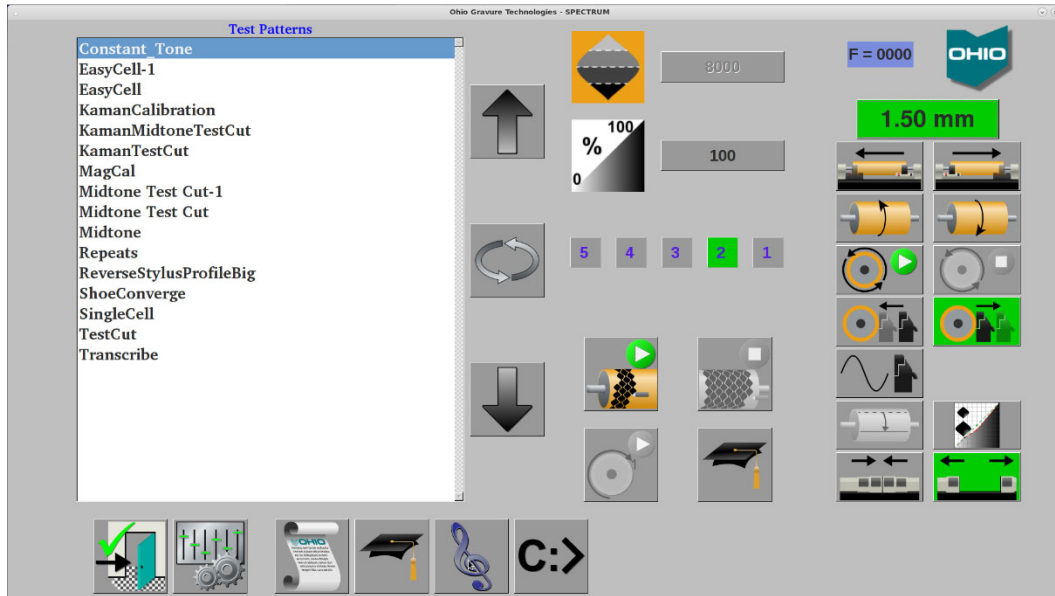 Ohio Gravure Technologies - SPECTRUM
Test Patterns
Constant_Tone
EasyCell-1
EasyCell
KamanCalibration
KamanMidtoneTestCut
KamanTestCut
MagCal
Midtone Test Cut-1
Midtone Test Cut
Midtone
Repeats
ReverseStylusProfileBig
ShoeConverge
SingleCell
TestCut
Transcribe
8000
% 100
0
100
5 4 3 2 1
F = 0000
OHIO
1.50 mm
OHIO
C:>